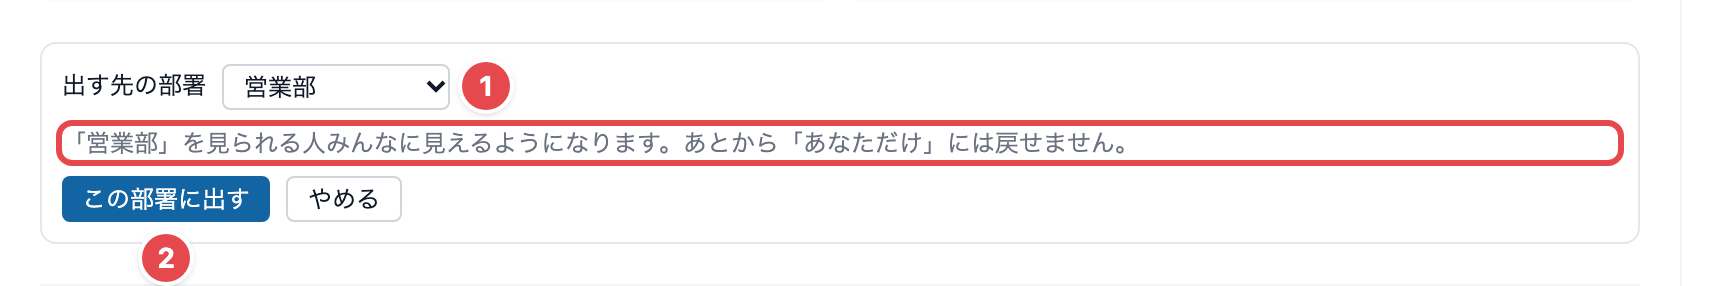 出す先の部署 営業部 1
「営業部」を見られる人みんなに見えるようになります。あとから「あなただけ」には戻せません。
この部署に出す やめる
2